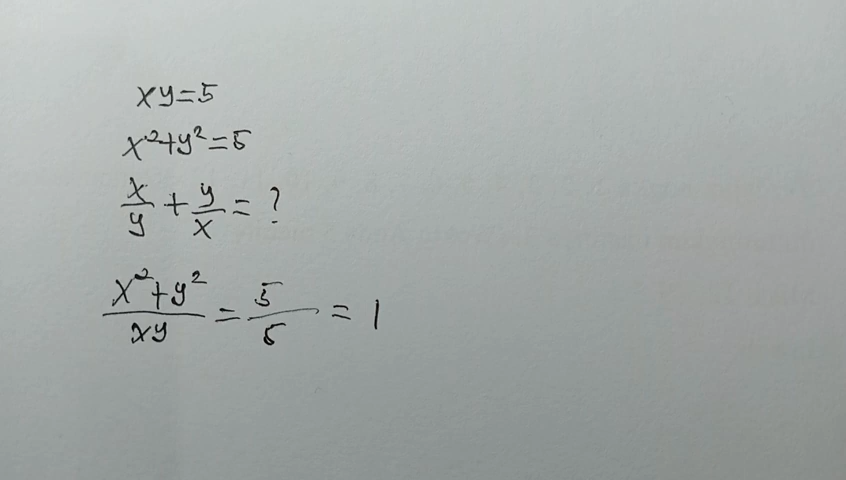 xy=5
x²+y²=5
x/y + y/x = ?
x²+y²/xy = 5/5 = 1